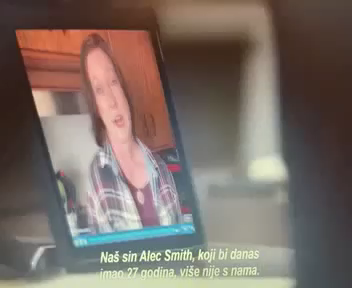 Naš sin Alec Smith, koji bi danas
imao 27 godina, više nije s nama.